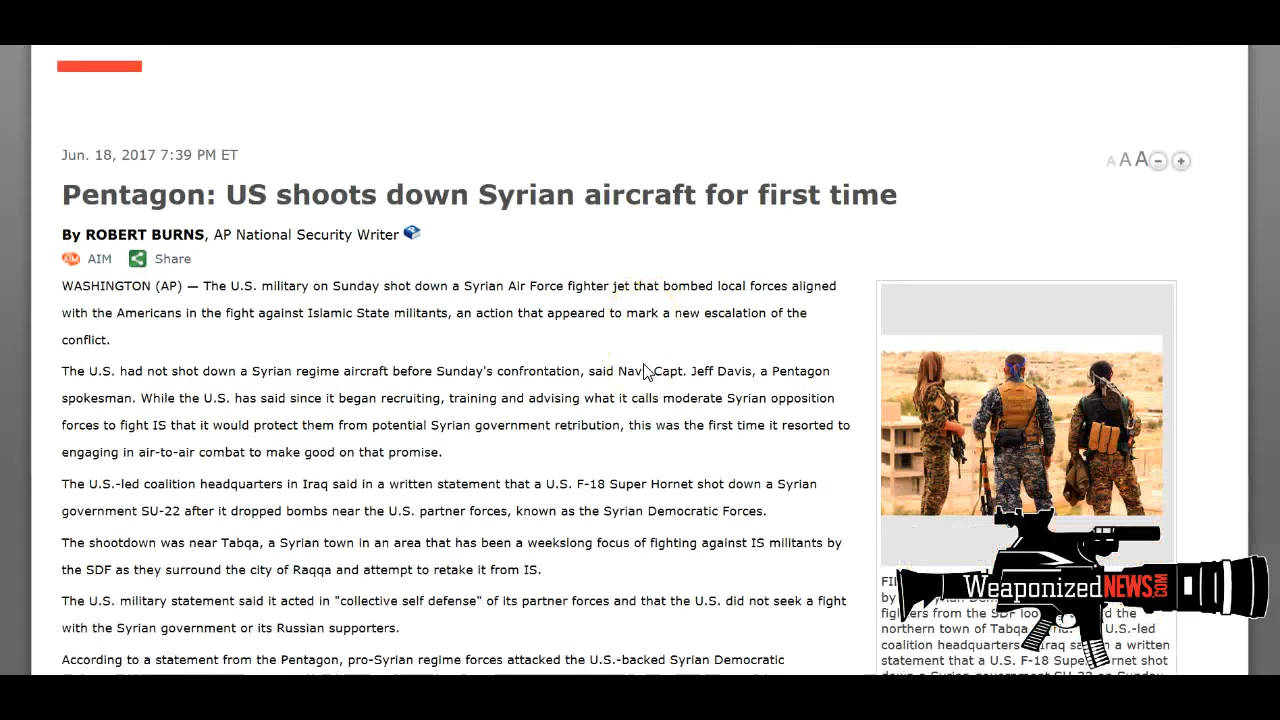 Jun. 18, 2017 7:39 PM ET
A A A
Pentagon: US shoots down Syrian aircraft for first time
By ROBERT BURNS, AP National Security Writer
AIM AIM Share
WASHINGTON (AP) — The U.S. military on Sunday shot down a Syrian Air Force fighter jet that bombed local forces aligned
with the Americans in the fight against Islamic State militants, an action that appeared to mark a new escalation of the
conflict.
The U.S. had not shot down a Syrian regime aircraft before Sunday's confrontation, said Navy Capt. Jeff Davis, a Pentagon
spokesman. While the U.S. has said since it began recruiting, training and advising what it calls moderate Syrian opposition
forces to fight IS that it would protect them from potential Syrian government retribution, this was the first time it resorted to
engaging in air-to-air combat to make good on that promise.
The U.S.-led coalition headquarters in Iraq said in a written statement that a U.S. F-18 Super Hornet shot down a Syrian
government SU-22 after it dropped bombs near the U.S. partner forces, known as the Syrian Democratic Forces.
The shootdown was near Tabqa, a Syrian town in an area that has been a weekslong focus of fighting against IS militants by
the SDF as they surround the city of Raqqa and attempt to retake it from IS.
The U.S. military statement said it acted in "collective self defense" of its partner forces and that the U.S. did not seek a fight
with the Syrian government or its Russian supporters.
According to a statement from the Pentagon, pro-Syrian regime forces attacked the U.S.-backed Syrian Democratic
WeaponizedNEWS.COM
by
fighters from the SDF the
northern town of Tabqa U.S.-led
coalition headquarters a written
statement that a U.S. F-18 shot